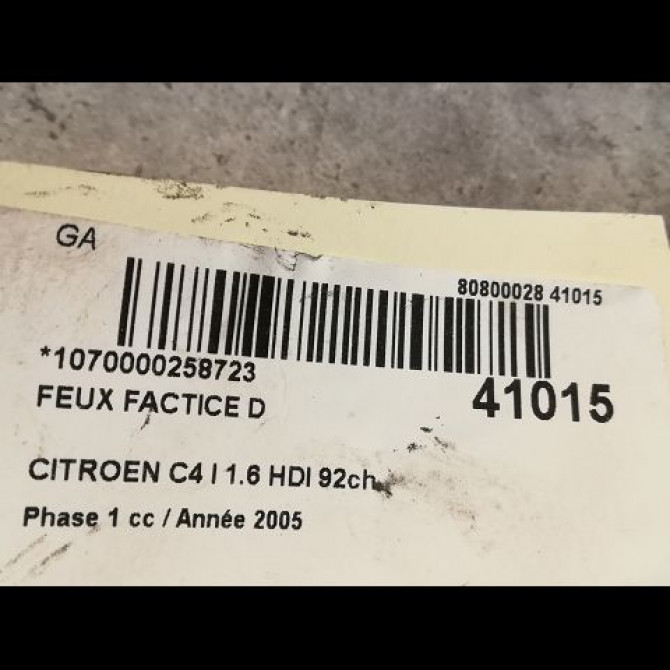 GA
80800028 41015
*1070000258723
41015
FEUX FACTICE D
CITROEN C4 I 1.6 HDI 92ch
Phase 1 cc / Année 2005